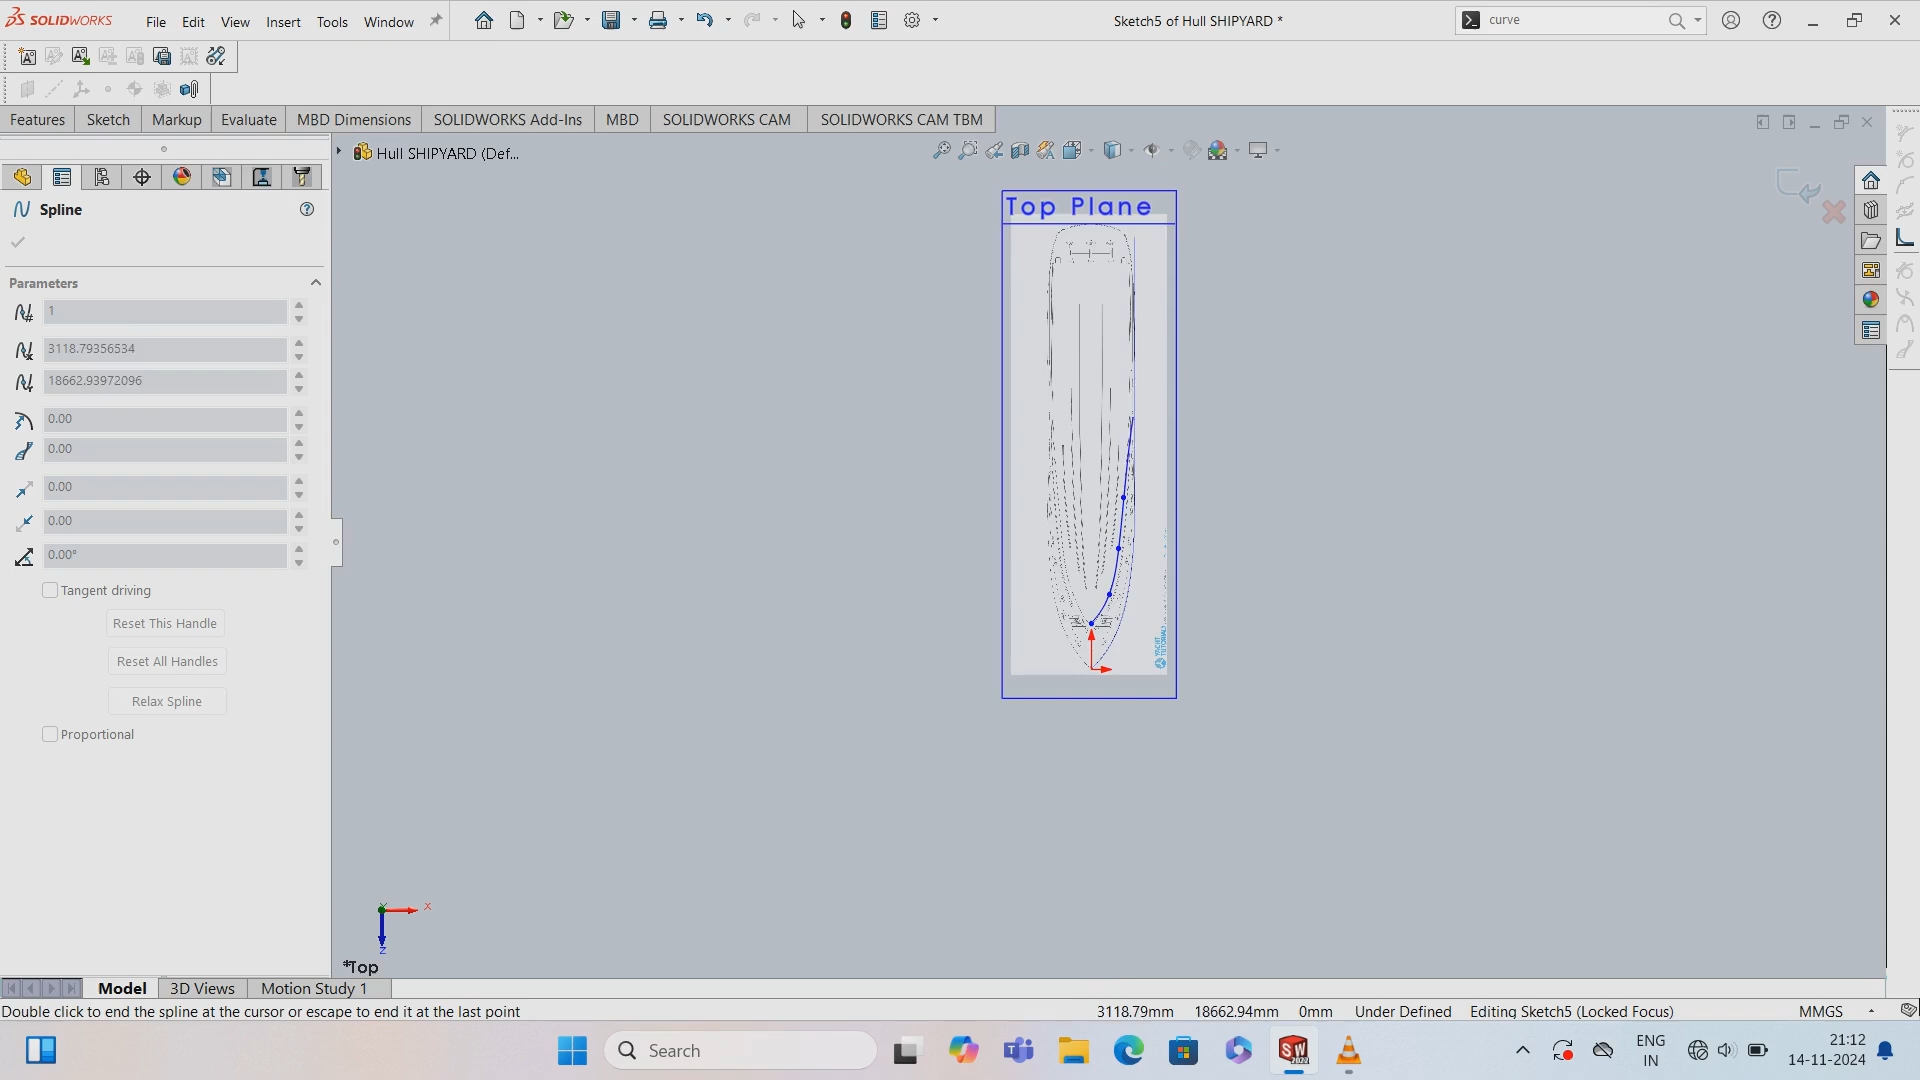 SOLIDWORKS File Edit View Insert Tools Window Sketch5 of Hull SHIPYARD * curve
Features Sketch Markup Evaluate MBD Dimensions SOLIDWORKS Add-Ins MBD SOLIDWORKS CAM SOLIDWORKS CAM TBM
Hull SHIPYARD (Def...
Spline
Parameters
1
3118.79356534
18662.93972096
0.00
0.00
0.00
0.00
0.00°
Tangent driving
Reset This Handle
Reset All Handles
Relax Spline
Proportional
Top Plane
YACHT
TUTORIALS
X
Z
*Top
Model 3D Views Motion Study 1
Double click to end the spline at the cursor or escape to end it at the last point 3118.79mm 18662.94mm 0mm Under Defined Editing Sketch5 (Locked Focus) MMGS
Search
ENG
IN
21:12
14-11-2024